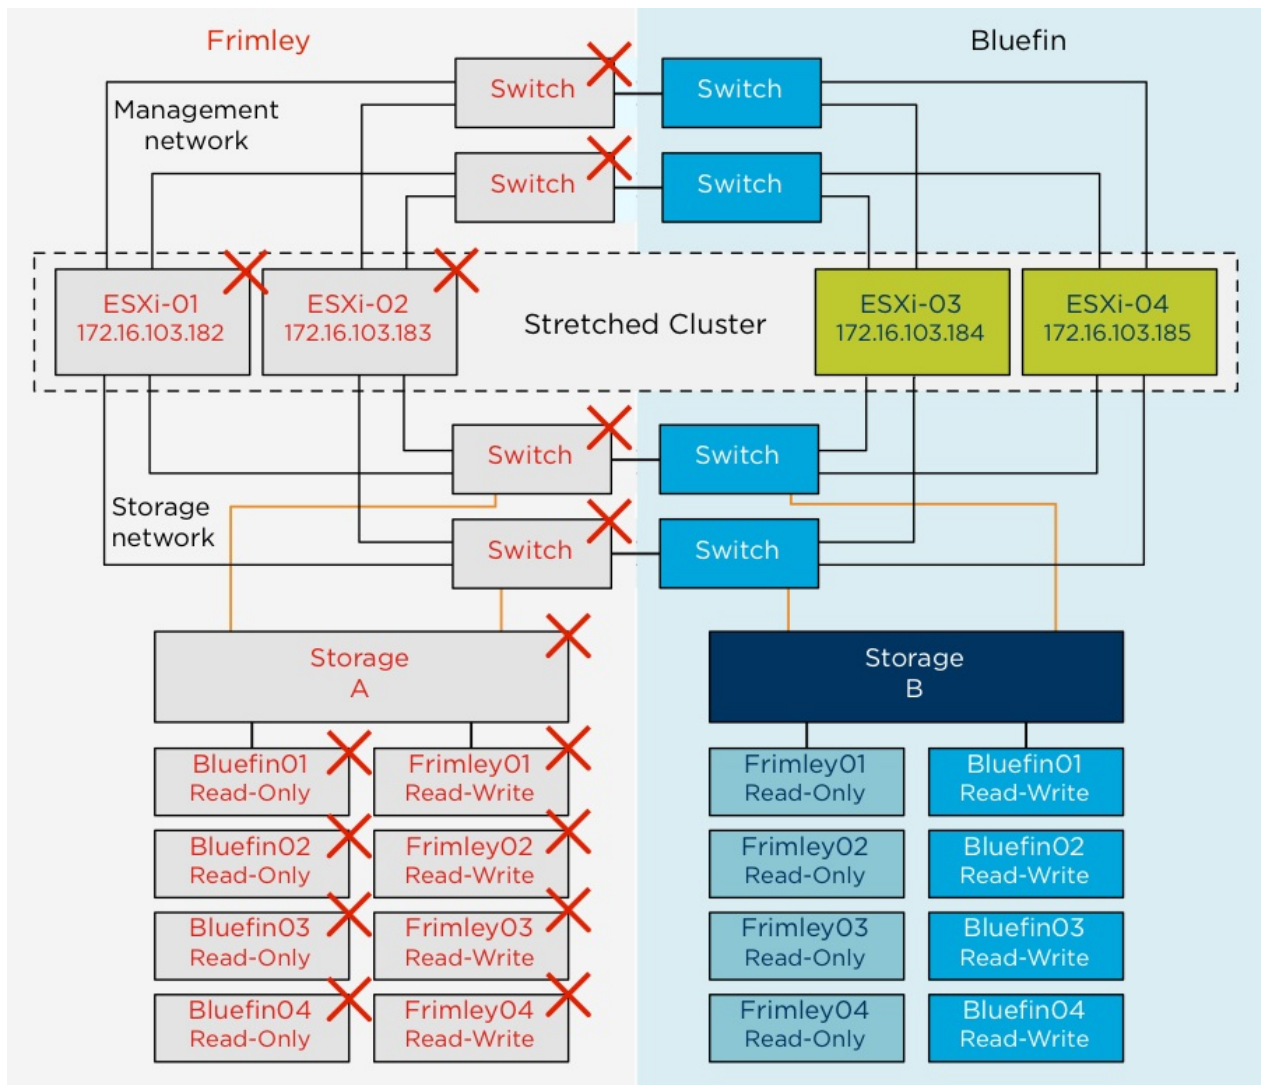 Frimley
Bluefin
Switch
Switch
Management
network
Switch
Switch
ESXi-01
172.16.103.182
ESXi-02
172.16.103.183
Stretched Cluster
ESXi-03
172.16.103.184
ESXi-04
172.16.103.185
Switch
Switch
Storage
network
Switch
Switch
Storage
A
Storage
B
Bluefin01
Read-Only
Frimley01
Read-Write
Frimley01
Read-Only
Bluefin01
Read-Write
Bluefin02
Read-Only
Frimley02
Read-Write
Frimley02
Read-Only
Bluefin02
Read-Write
Bluefin03
Read-Only
Frimley03
Read-Write
Frimley03
Read-Only
Bluefin03
Read-Write
Bluefin04
Read-Only
Frimley04
Read-Write
Frimley04
Read-Only
Bluefin04
Read-Write